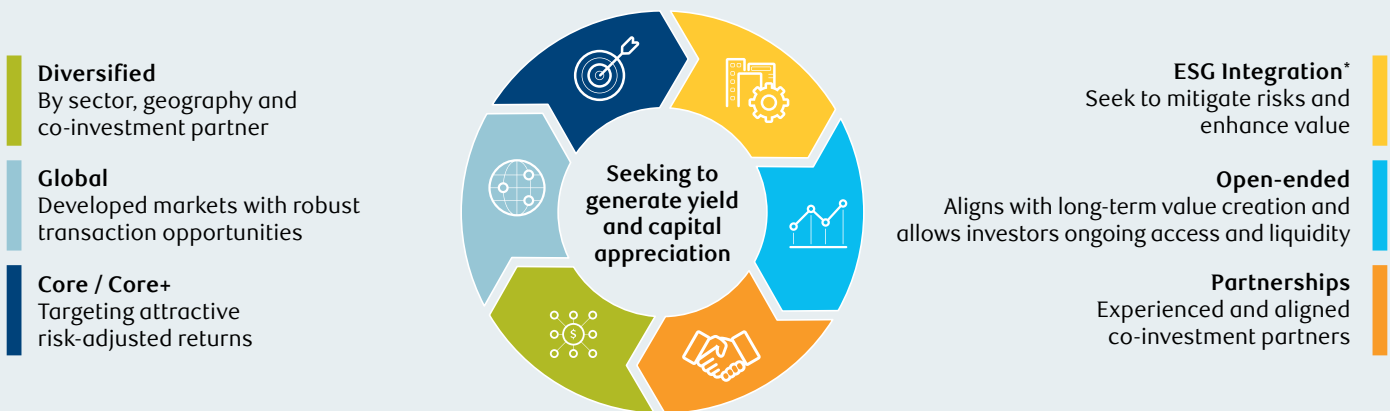 Diversified
By sector, geography and
co-investment partner
Global
Developed markets with robust
transaction opportunities
Core / Core+
Targeting attractive
risk-adjusted returns
$
Seeking to
generate yield
and capital
appreciation
ESG Integration*
Seek to mitigate risks and
enhance value
Open-ended
Aligns with long-term value creation and
allows investors ongoing access and liquidity
Partnerships
Experienced and aligned
co-investment partners